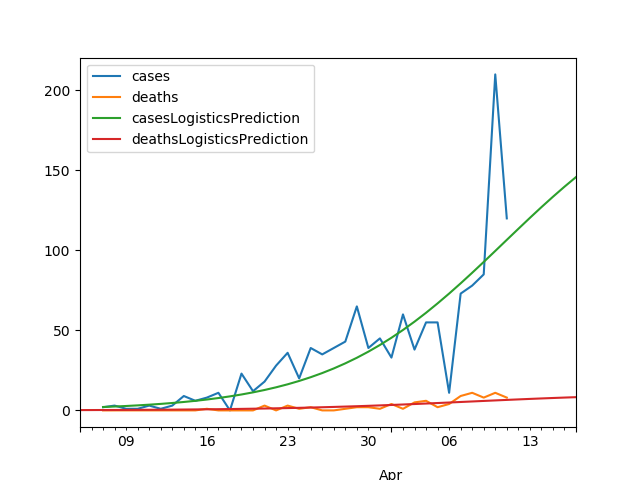 cases
deaths
casesLogisticsPrediction
deathsLogisticsPrediction
200
150
100
50
0
09 16 23 30 06 13
Apr